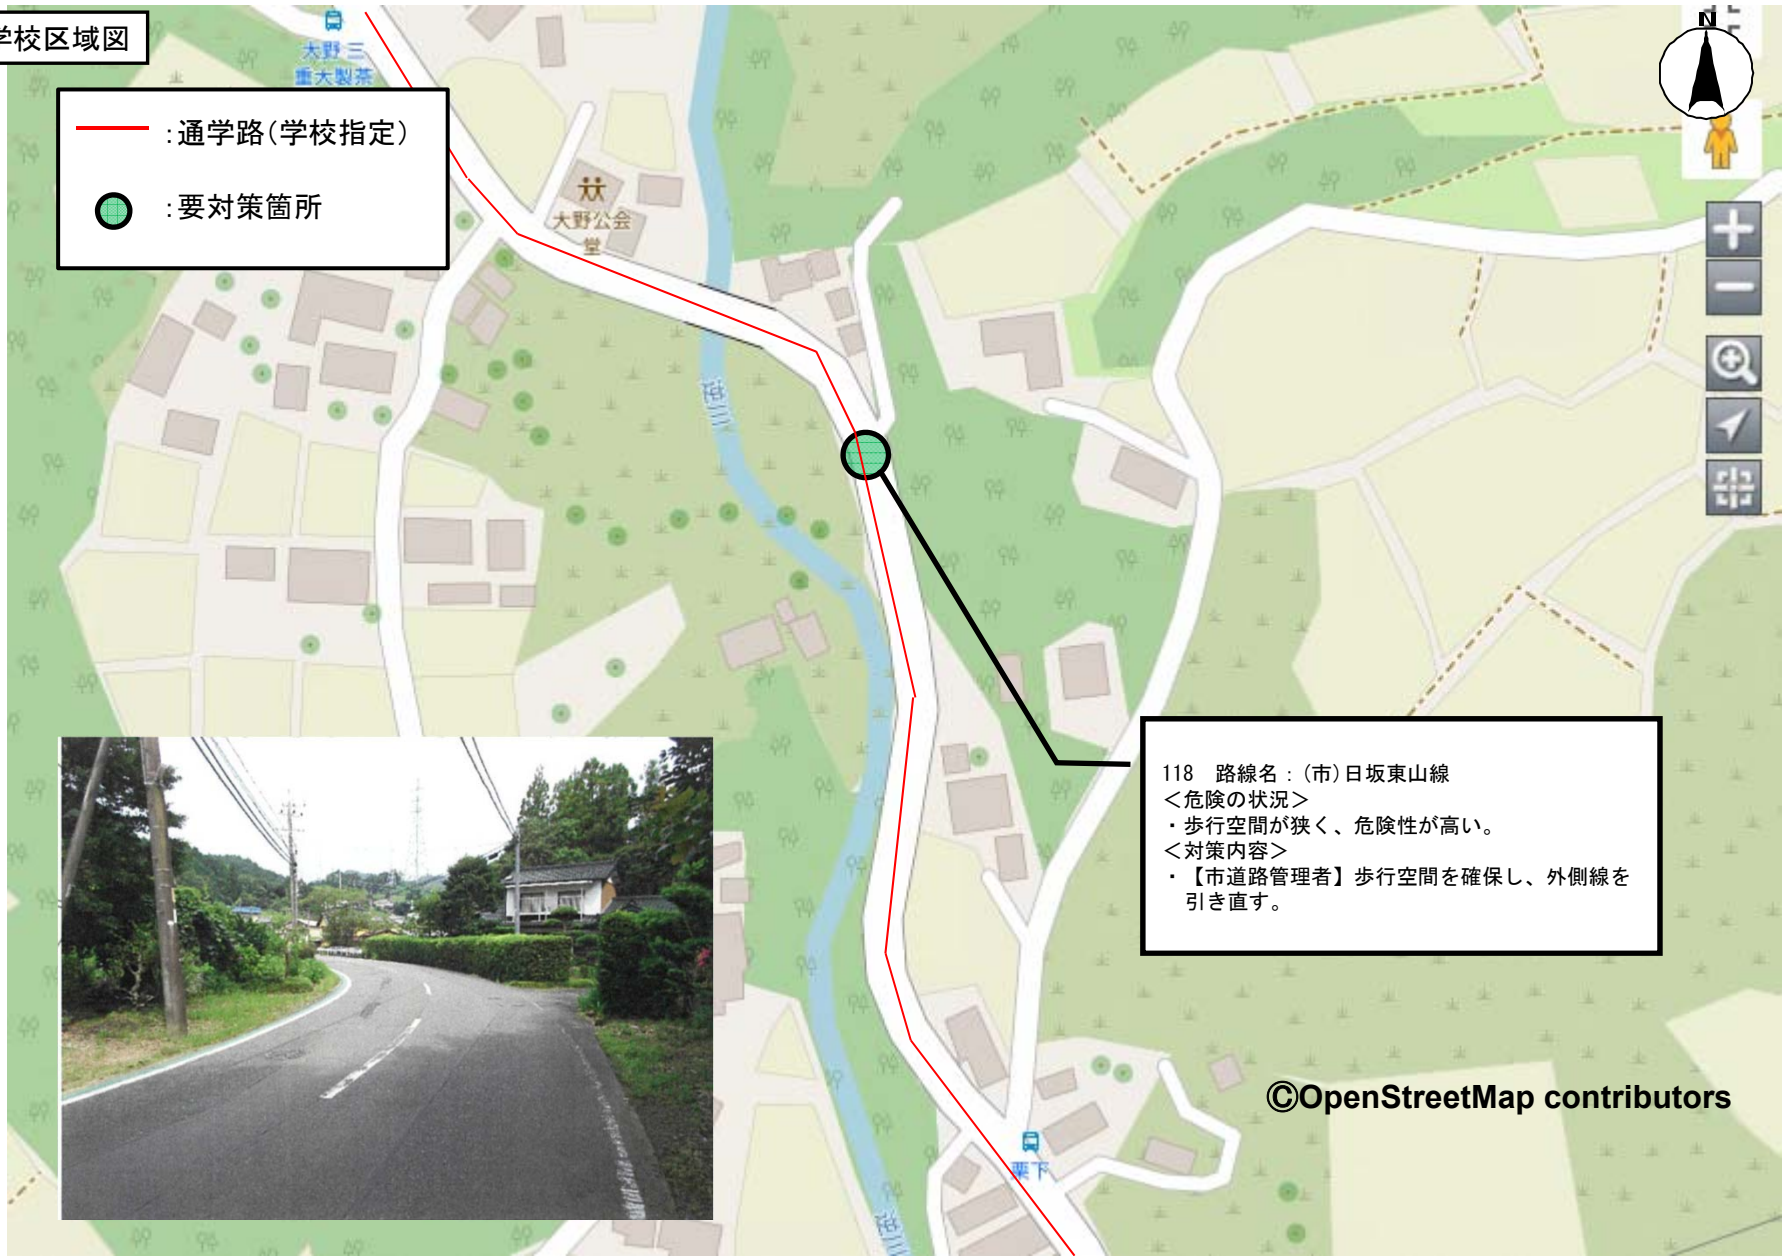 学校区域図
大野 三
重大製茶
：通学路(学校指定)
：要対策箇所
大野公会
堂
N
逆川
118　路線名：(市)日坂東山線
＜危険の状況＞
・歩行空間が狭く、危険性が高い。
＜対策内容＞
・【市道路管理者】歩行空間を確保し、外側線を
引き直す。
©OpenStreetMap contributors
栗下
逆川